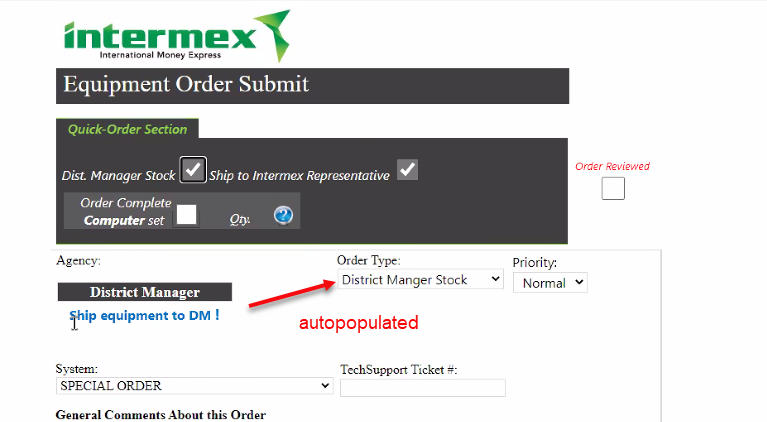 intermex
International Money Express
Equipment Order Submit
Quick-Order Section
Dist. Manager Stock Ship to Intermex Representative
Order Reviewed
Order Complete
Computer set Qty. ?
Agency: Order Type: Priority:
District Manger Stock Normal
District Manager
Ship equipment to DM !
autopopulated
System: TechSupport Ticket #:
SPECIAL ORDER
General Comments About this Order